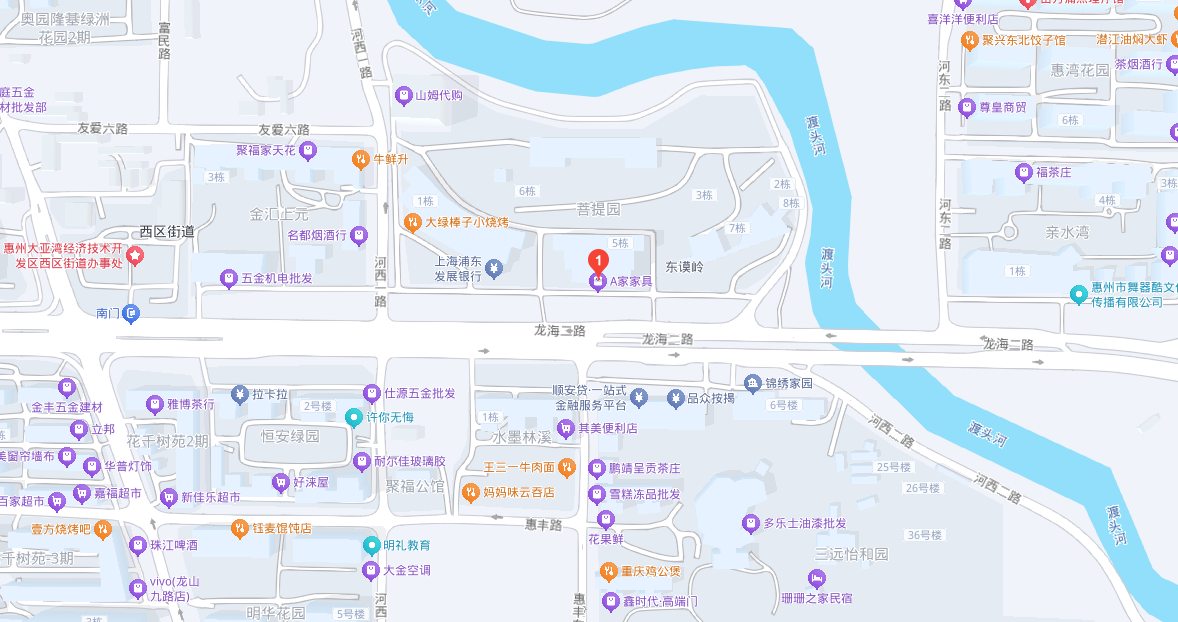 奥园隆基绿洲
花园2期
富民路
河西一路
河
喜洋洋便利店
聚兴东北饺子馆
潜江油焖大虾
茶烟酒行
惠湾花园
河东二路
尊皇商贸
6栋
庭五金
材批发部
友爱六路
友爱六路
山姆代购
渡头河
聚福家天花
牛鲜升
3栋
1栋
6栋
3栋
2栋
8栋
福茶庄
3栋
4栋
金汇上元
大绿棒子小烧烤
菩提园
7栋
河东二路
亲水湾
西区街道
名都烟酒行
5栋
惠州大亚湾经济技术开
发区西区街道办事处
上海浦东
发展银行
1
东谟岭
渡头河
1栋
五金机电批发
河西一路
A家家具
惠州市舞器酷文化
传播有限公司
南门
龙海二路
龙海二路
龙海二路
金丰五金建材
雅博茶行
拉卡拉
2号楼
仕源五金批发
顺安贷·一站式
金融服务平台
品众按揭
锦绣家园
6号楼
立邦
花千树苑2期
恒安绿园
许你无悔
1栋
水墨林溪
其美便利店
河西二路
渡头河
美窗帘墙布
华普灯饰
耐尔佳玻璃胶
王三一牛肉面
鹏靖呈贡茶庄
25号楼
河西二路
百家超市
嘉福超市
新佳乐超市
好涞屋
聚福公馆
妈妈味云吞店
雪糕冻品批发
26号楼
壹方烧烤吧
钰麦馄饨店
惠丰路
花果鲜
多乐士油漆批发
36号楼
渡头河
千树苑-3期
珠江啤酒
明礼教育
三远怡和园
大金空调
重庆鸡公煲
vivo(龙山
九路店)
珊珊之家民宿
明华花园
5号楼
河西
惠丰
鑫时代·高端门